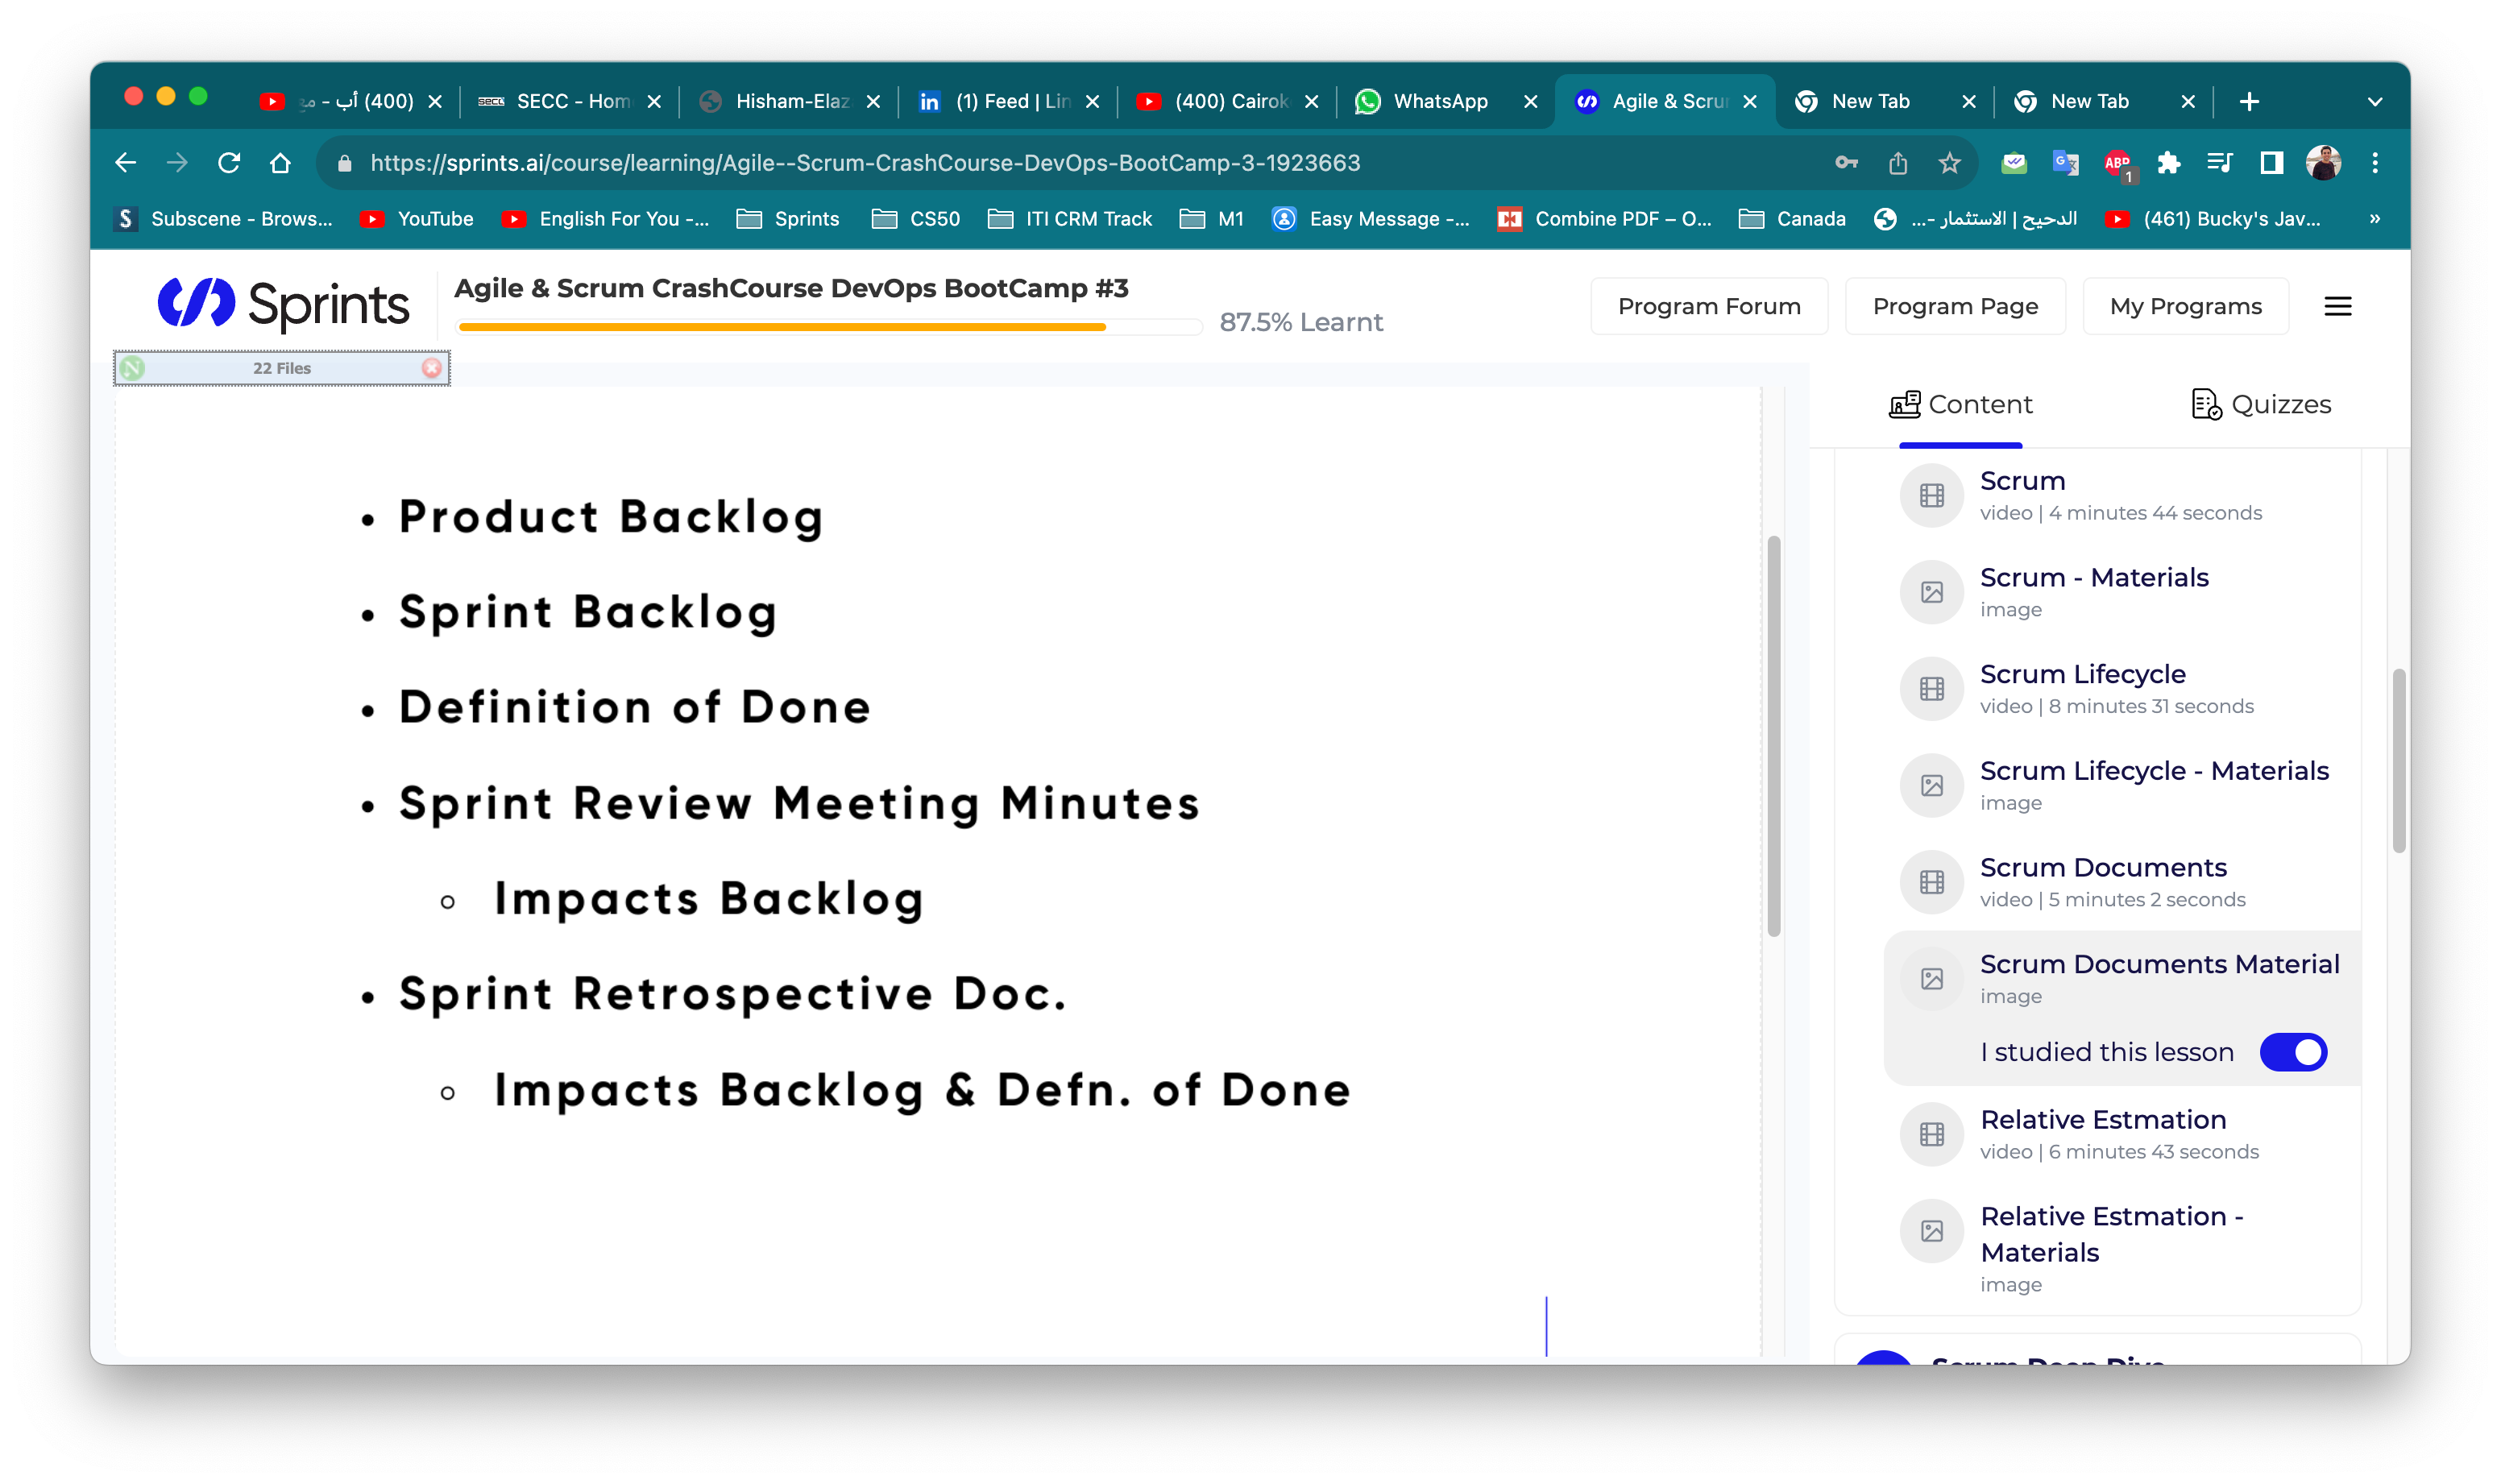 (400) أب - مع
SECC - Hom
Hisham-Elaz
(1) Feed | Lin
(400) Cairok
WhatsApp
Agile & Scru
New Tab
New Tab
https://sprints.ai/course/learning/Agile--Scrum-CrashCourse-DevOps-BootCamp-3-1923663
ABP
1
Subscene - Brows...
YouTube
English For You -...
Sprints
CS50
ITI CRM Track
M1
Easy Message -...
Combine PDF – O...
Canada
الدحيح | الاستثمار -...
(461) Bucky's Jav...
»
Sprints
Agile & Scrum CrashCourse DevOps BootCamp #3
87.5% Learnt
Program Forum
Program Page
My Programs
22 Files
• Product Backlog
• Sprint Backlog
• Definition of Done
• Sprint Review Meeting Minutes
◦ Impacts Backlog
• Sprint Retrospective Doc.
◦ Impacts Backlog & Defn. of Done
Content
Quizzes
Scrum
video | 4 minutes 44 seconds
Scrum - Materials
image
Scrum Lifecycle
video | 8 minutes 31 seconds
Scrum Lifecycle - Materials
image
Scrum Documents
video | 5 minutes 2 seconds
Scrum Documents Material
image
I studied this lesson
Relative Estmation
video | 6 minutes 43 seconds
Relative Estmation -
Materials
image
Scrum Deep Dive